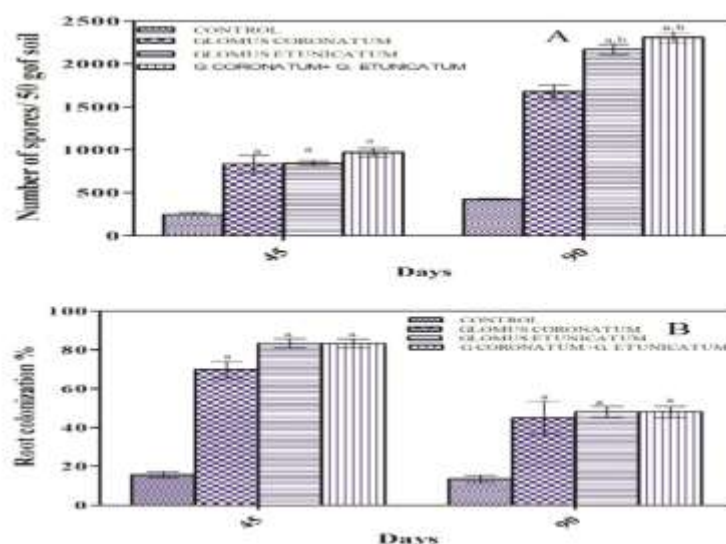 2500
2000
1500
1000
500
0
Number of spores/ 50 gof soil
CONTROL
GLOMUS CORONATUM
GLOMUS ETUNICATUM
G CORONATUM+ G. ETUNICATUM
A
a
a
a
a,b
a,b
45
90
Days
100
80
60
40
20
0
Root colonization %
CONTROL
GLOMUS CORONATUM
GLOMUS ETUNICATUM
G CORONATUM+G. ETUNICATUM
B
a
a
a
a
a
a
45
90
Days